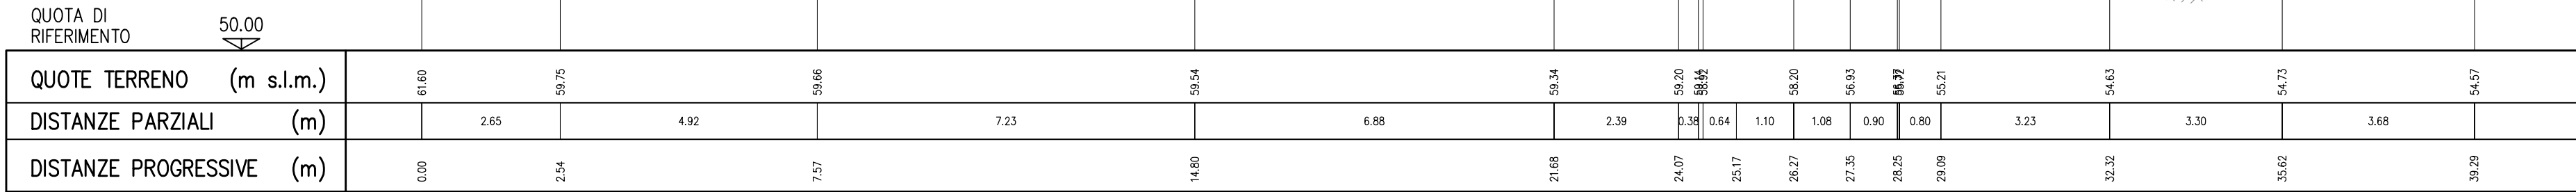 QUOTA DI
RIFERIMENTO
50.00
QUOTE TERRENO (m s.l.m.) 61.60 59.75 59.66 59.54 59.34 59.20 59.14 58.92 58.20 56.93 55.21 54.63 54.73 54.57
DISTANZE PARZIALI (m) 2.65 4.92 7.23 6.88 2.39 0.38 0.64 1.10 1.08 0.90 0.80 3.23 3.30 3.68
DISTANZE PROGRESSIVE (m) 0.00 2.54 7.57 14.80 21.68 24.07 25.17 26.27 27.35 28.25 29.09 32.32 35.62 39.29